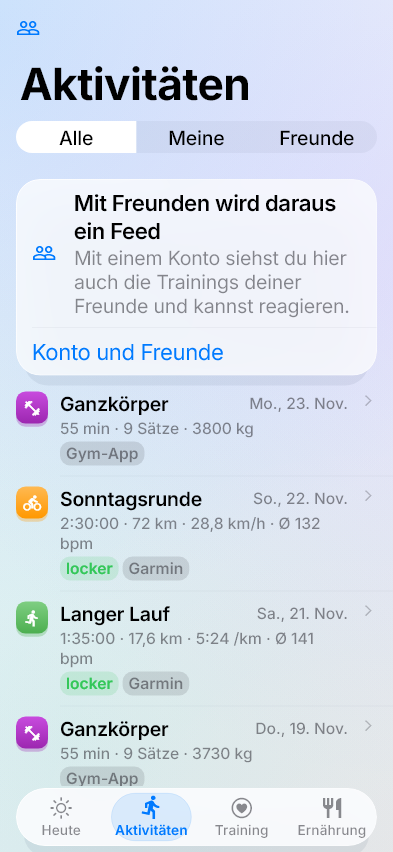 Aktivitäten
Alle Meine Freunde
Mit Freunden wird daraus
ein Feed
Mit einem Konto siehst du hier
auch die Trainings deiner
Freunde und kannst reagieren.
Konto und Freunde
Ganzkörper Mo., 23. Nov.
55 min · 9 Sätze · 3800 kg
Gym-App
Sonntagsrunde So., 22. Nov.
2:30:00 · 72 km · 28,8 km/h · Ø 132
bpm
locker Garmin
Langer Lauf Sa., 21. Nov.
1:35:00 · 17,6 km · 5:24 /km · Ø 141
bpm
locker Garmin
Ganzkörper Do., 19. Nov.
55 min · 9 Sätze · 3730 kg
Gym-App
Heute Aktivitäten Training Ernährung